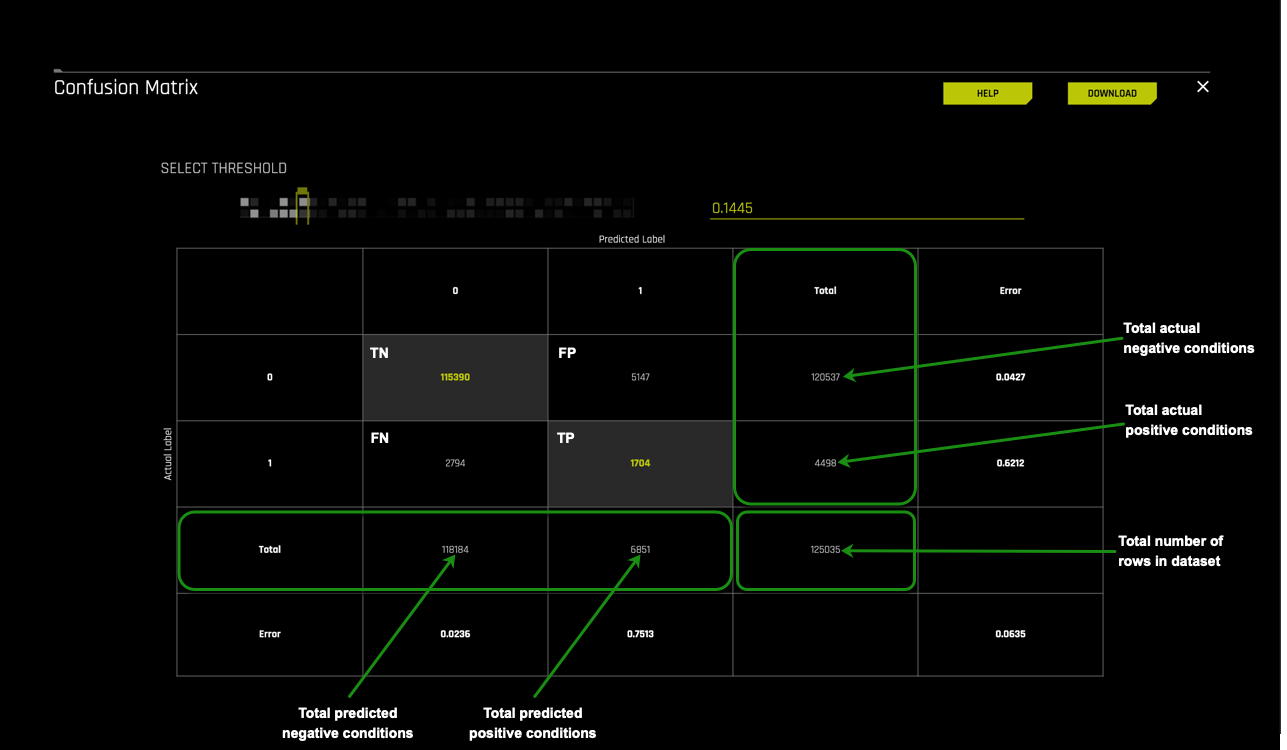 Confusion Matrix
HELP
DOWNLOAD
SELECT THRESHOLD
0.1445
Predicted Label
0 1 Total Error
Total actual
negative conditions
TN FP
0 115390 5147 120537 0.0427
Total actual
positive conditions
Actual Label
FN TP
1 2794 1704 4498 0.6212
Total 118184 6851 125035
Total number of
rows in dataset
Error 0.0236 0.7513 0.0635
Total predicted
negative conditions
Total predicted
positive conditions